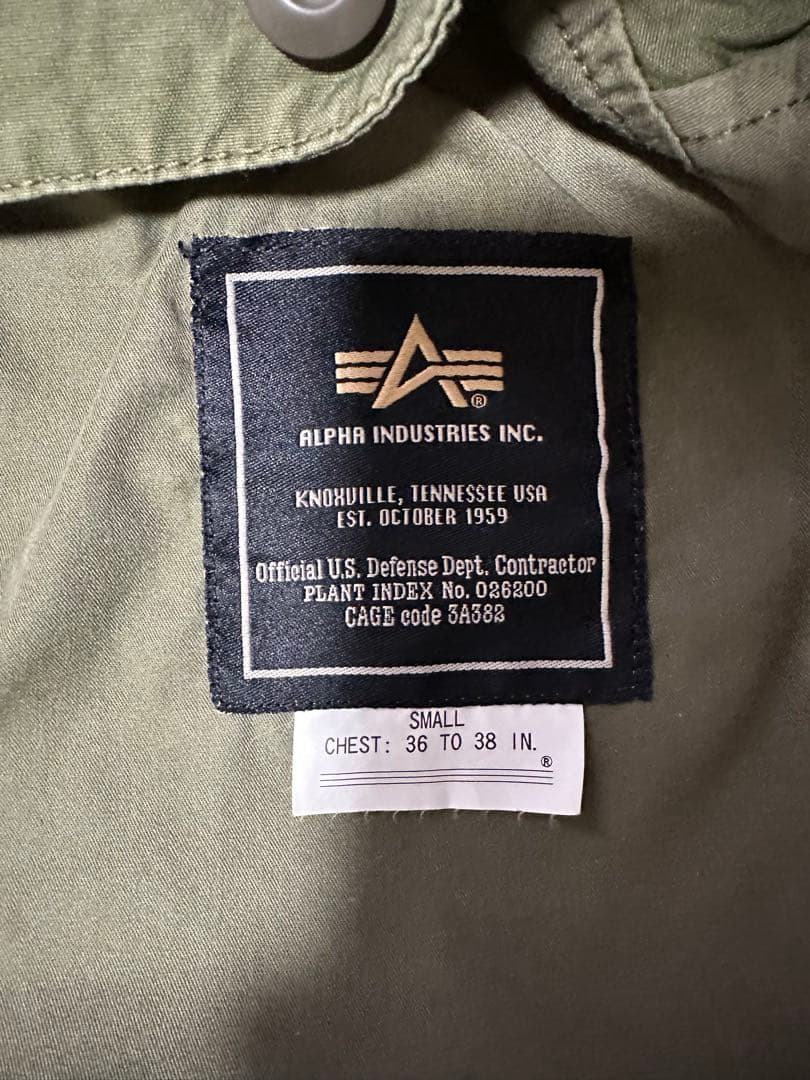 ®
ALPHA INDUSTRIES INC.
KNOXVILLE, TENNESSEE USA
EST. OCTOBER 1959
Official U.S. Defense Dept. Contractor
PLANT INDEX No. 026200
CAGE code 3A382
SMALL
CHEST: 36 TO 38 IN.
®